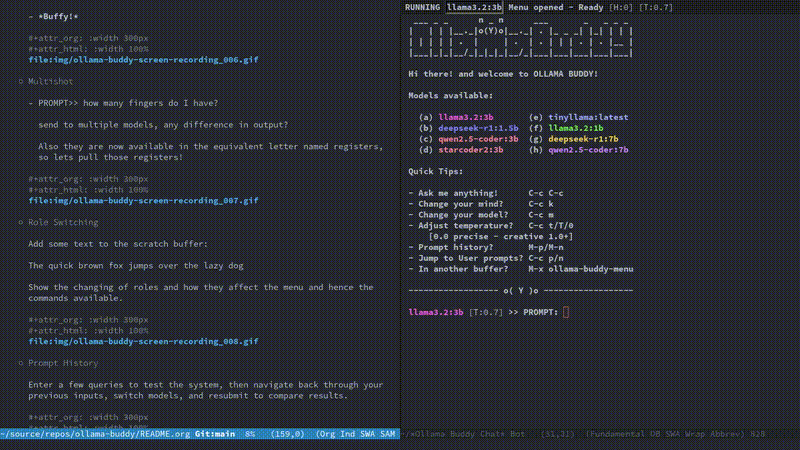 - *Buffy!*
#+attr_org: :width 300px
#+attr_html: :width 100%
file:img/ollama-buddy-screen-recording_006.gif
○ Multishot
- PROMPT>> how many fingers do I have?
send to multiple models, any difference in output?
Also they are now available in the equivalent letter named registers,
so lets pull those registers!
#+attr_org: :width 300px
#+attr_html: :width 100%
file:img/ollama-buddy-screen-recording_007.gif
○ Role Switching
Add some text to the scratch buffer:
The quick brown fox jumps over the lazy dog
Show the changing of roles and how they affect the menu and hence the
commands available.
#+attr_org: :width 300px
#+attr_html: :width 100%
file:img/ollama-buddy-screen-recording_008.gif
○ Prompt History
Enter a few queries to test the system, then navigate back through your
previous inputs, switch models, and resubmit to compare results.
#+attr_org: :width 300px
#+attr_html: :width 100%
~/source/repos/ollama-buddy/README.org Git:main 8% (159,0) (Org Ind SWA SAM
RUNNING llama3.2:3b Menu opened - Ready [H:0] [T:0.7]
Hi there! and welcome to OLLAMA BUDDY!
Models available:
(a) llama3.2:3b (e) tinyllama:latest
(b) deepseek-r1:1.5b (f) llama3.2:1b
(c) qwen2.5-coder:3b (g) deepseek-r1:7b
(d) starcoder2:3b (h) qwen2.5-coder:7b
Quick Tips:
- Ask me anything! C-c C-c
- Change your mind? C-c k
- Change your model? C-c m
- Adjust temperature? C-c t/T/0
[0.0 precise - creative 1.0+]
- Prompt history? M-p/M-n
- Jump to User prompts? C-c p/n
- In another buffer? M-x ollama-buddy-menu
------------------ o( Y )o ------------------
llama3.2:3b [T:0.7] >> PROMPT:
~/*Ollama Buddy Chat* Bot (31,21) (Fundamental OB SWA Wrap Abbrev) 828